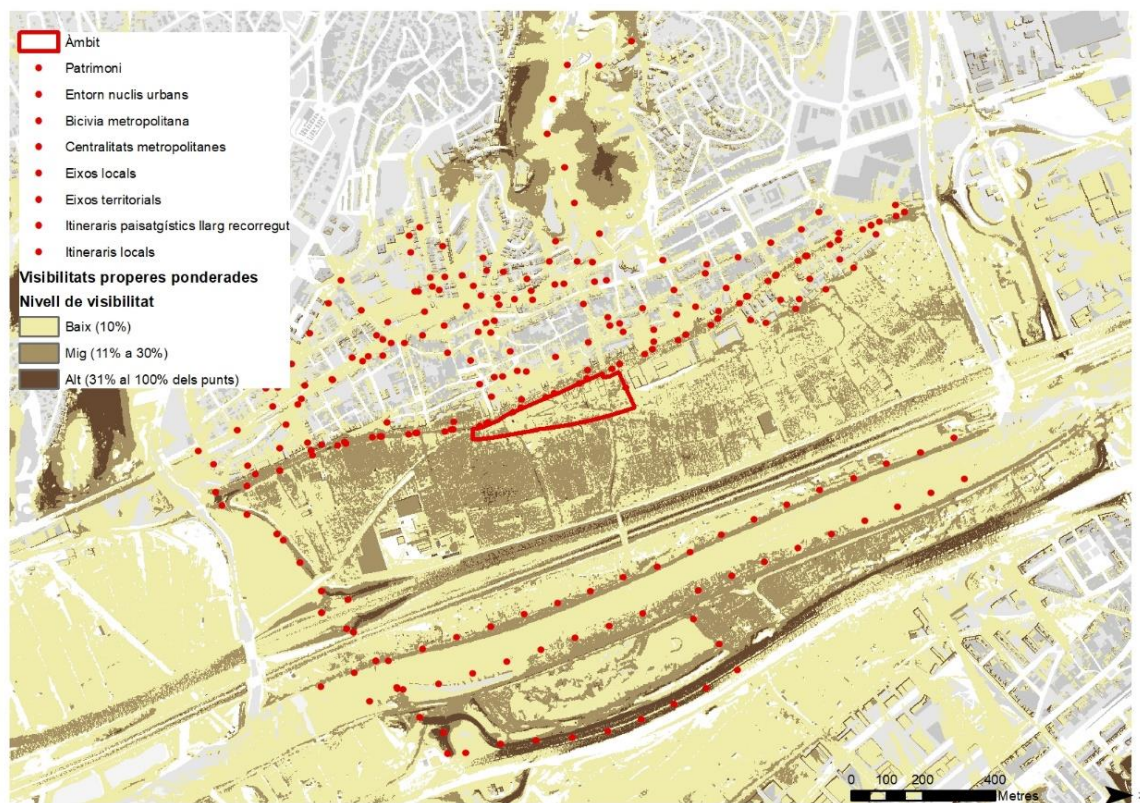 Àmbit
Patrimoni
Entorn nuclis urbans
Bicivia metropolitana
Centralitats metropolitanes
Eixos locals
Eixos territorials
Itineraris paisatgístics llarg recorregut
Itineraris locals
Visibilitats properes ponderades
Nivell de visibilitat
Baix (10%)
Mig (11% a 30%)
Alt (31% al 100% dels punts)
0 100 200 400
Metres